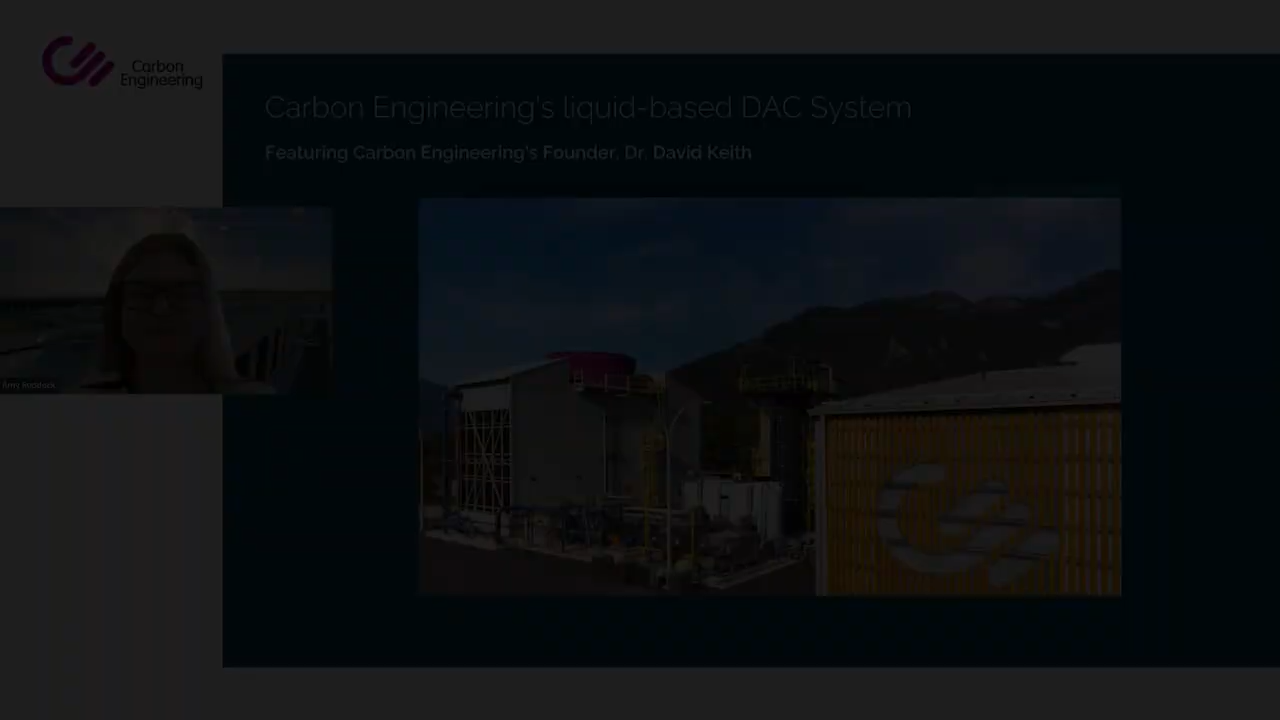 Carbon
Engineering
Carbon Engineering's liquid-based DAC System
Featuring Carbon Engineering's Founder, Dr. David Keith